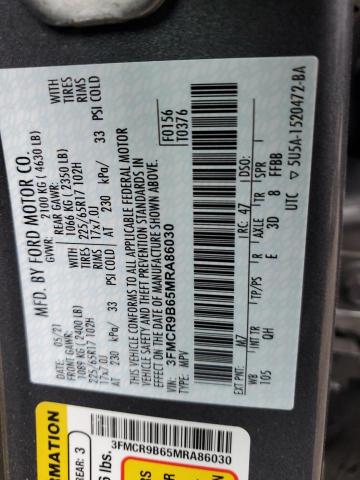 MFD. BY FORD MOTOR CO.
DATE: 05/21 GVWR: 2100 KG ( 4630 LB)
FRONT GAWR: REAR GAWR: WITH
1089 KG (2400 LB) 1066 KG ( 2350 LB) TIRES
225/65R17 102H 225/65R17 102H RIMS
17x7.0J 17x7.0J
AT 230 kPa/ 33 PSI COLD AT 230 kPa/ 33 PSI COLD
THIS VEHICLE CONFORMS TO ALL APPLICABLE FEDERAL MOTOR
VEHICLE SAFETY AND THEFT PREVENTION STANDARDS IN
EFFECT ON THE DATE OF MANUFACTURE SHOWN ABOVE.
VIN: 3FMCR9B65MRA86030 F0156
TYPE: MPV T0376
EXT PNT: M7 RC: 47 DSO:
WB INT TR TP/PS R AXLE TR SPR
105 QH E 3D 8 FFBB
UTC ▽5U5A-1520472-BA
RMATION
REAR: 3
3FMCR9B65MRA86030
lbs.